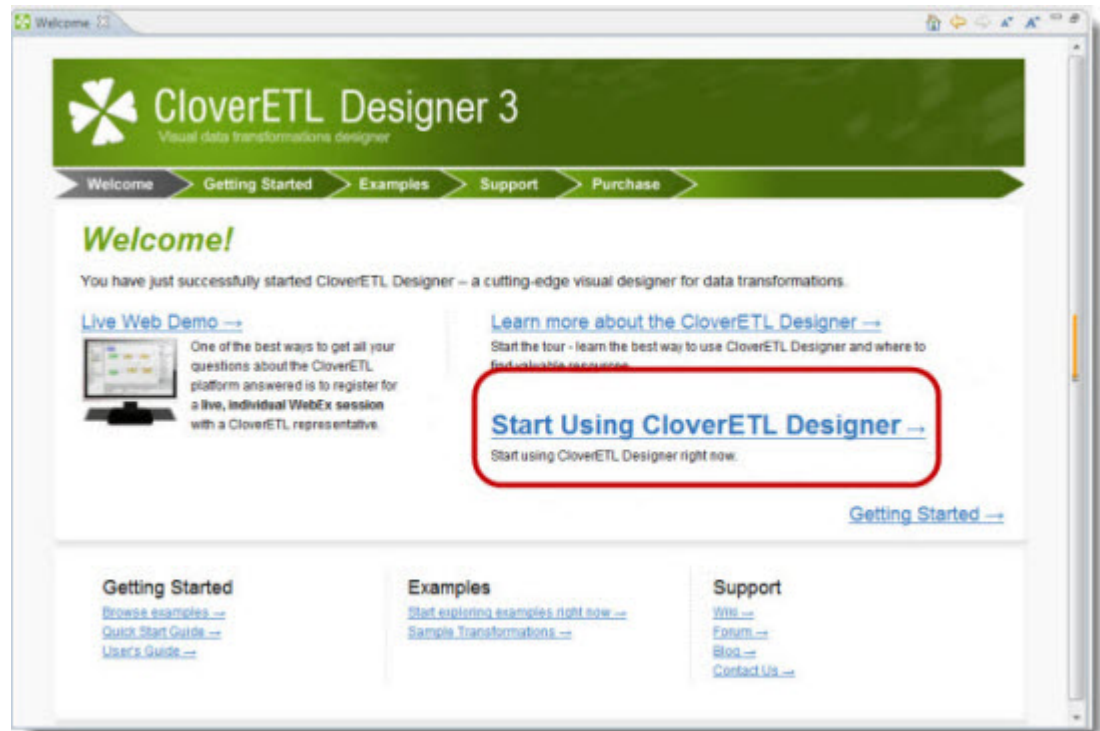 Welcome
CloverETL Designer 3
Visual data transformations designer
Welcome
Getting Started
Examples
Support
Purchase
Welcome!
You have just successfully started CloverETL Designer – a cutting-edge visual designer for data transformations.
Live Web Demo →
One of the best ways to get all your
questions about the CloverETL
platform answered is to register for
a live, individual WebEx session
with a CloverETL representative.
Learn more about the CloverETL Designer →
Start the tour - learn the best way to use CloverETL Designer and where to
find valuable resources.
Start Using CloverETL Designer →
Start using CloverETL Designer right now.
Getting Started →
Getting Started
Browse examples →
Quick Start Guide →
User's Guide →
Examples
Start exploring examples right now →
Sample Transformations →
Support
Wiki →
Forum →
Blog →
Contact Us →